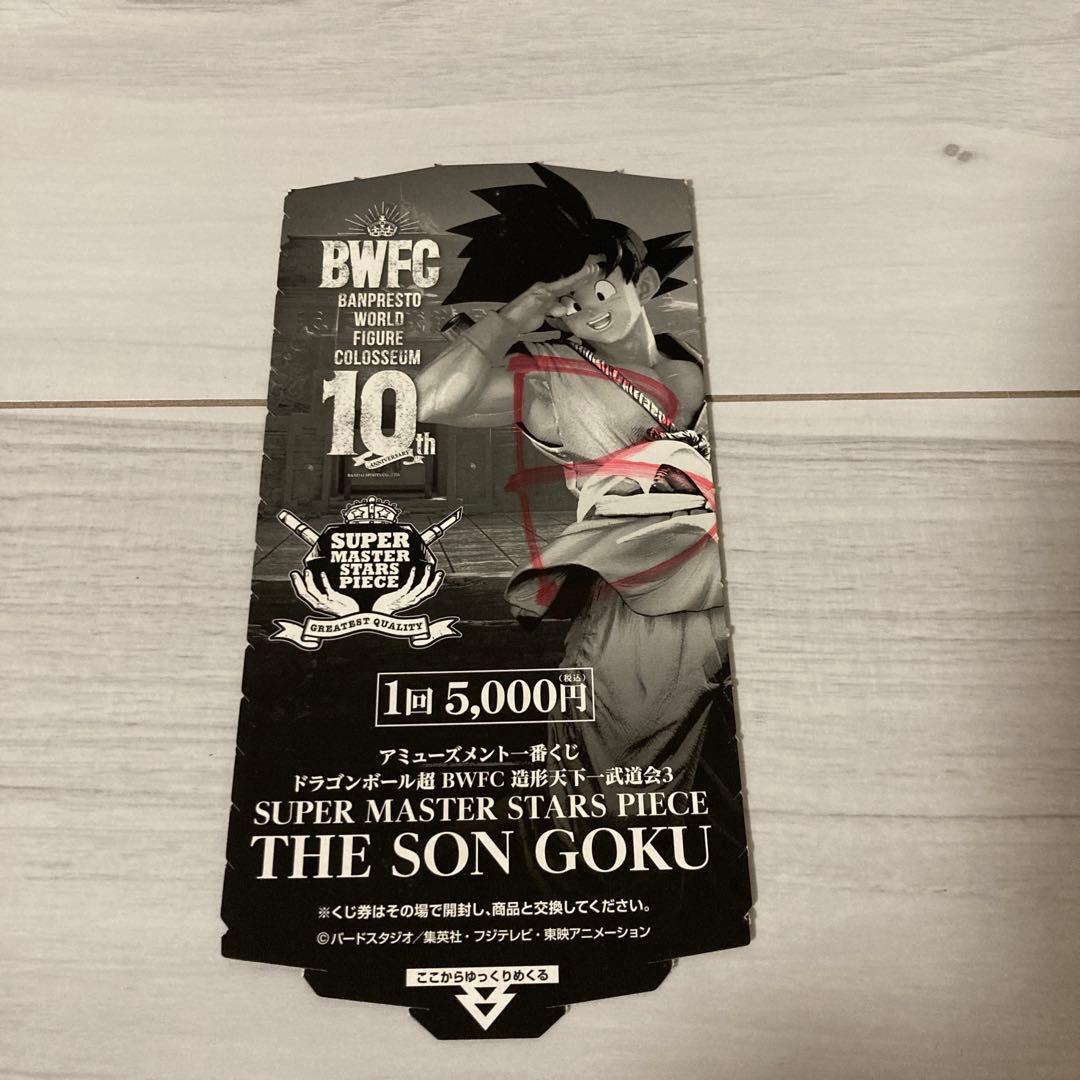 BWFC
BANPRESTO
WORLD
FIGURE
COLOSSEUM
10th
ANNIVERSARY
SUPER
MASTER
STARS
PIECE
GREATEST QUALITY
B
1回 5,000円(税込)
アミューズメント一番くじ
ドラゴンボール超 BWFC 造形天下一武道会3
SUPER MASTER STARS PIECE
THE SON GOKU
※くじ券はその場で開封し、商品と交換してください。
©バードスタジオ/集英社・フジテレビ・東映アニメーション
ここからゆっくりめくる